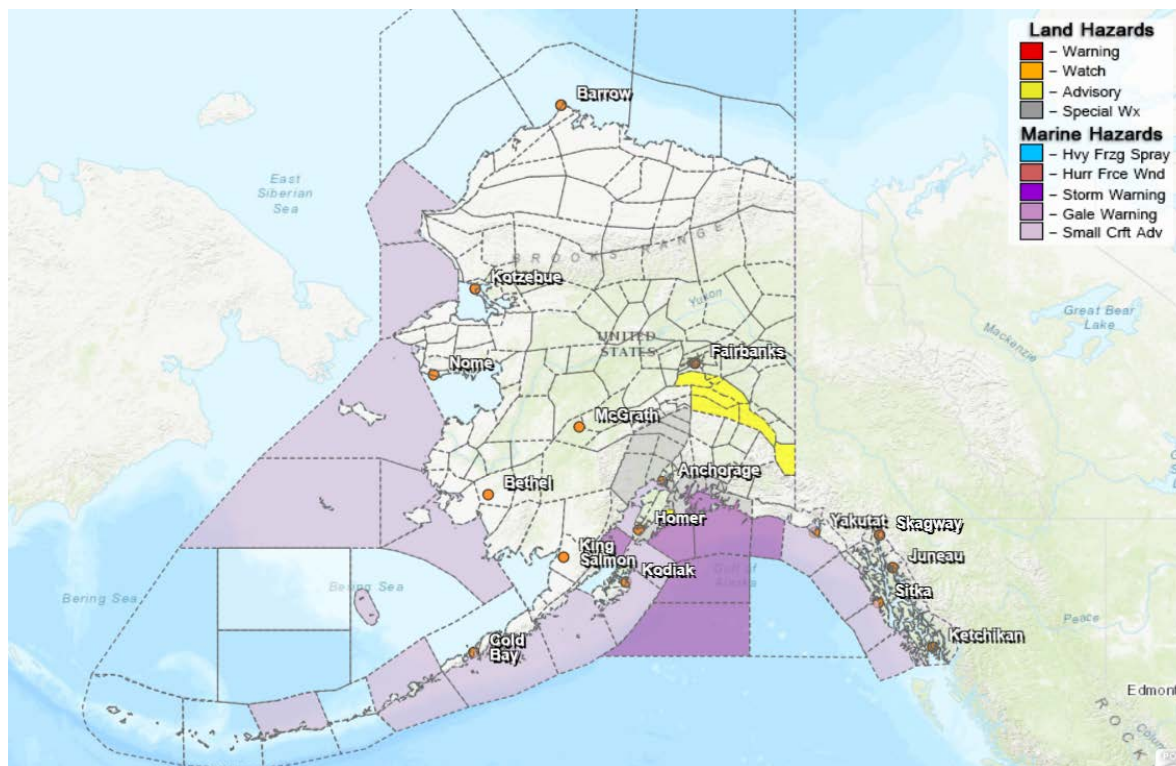 Land Hazards
– Warning
– Watch
– Advisory
– Special Wx
Marine Hazards
– Hvy Frzg Spray
– Hurr Frce Wnd
– Storm Warning
– Gale Warning
– Small Crft Adv
Barrow
East
Siberian
Sea
BROOKS RANGE
Kotzebue
Yukon
Great Bear
Lake
Mackenzie
UNITED
STATES
Fairbanks
Nome
McGrath
Anchorage
Bethel
Homer
Yakutat
Skagway
King
Salmon
Juneau
Kodiak
Gulf of
Alaska
Bering Sea
Bering Sea
Sitka
Peace
Gold
Bay
Ketchikan
Edmont
ROCK